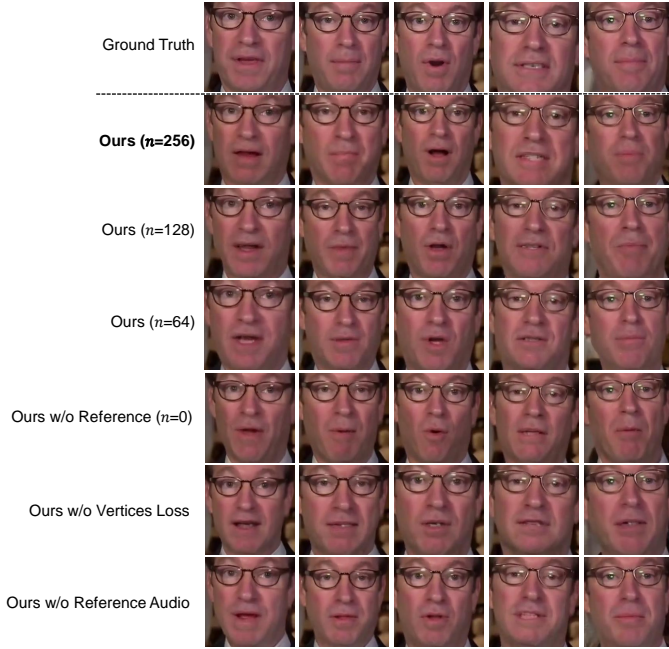 Ground Truth
Ours (n=256)
Ours (n=128)
Ours (n=64)
Ours w/o Reference (n=0)
Ours w/o Vertices Loss
Ours w/o Reference Audio